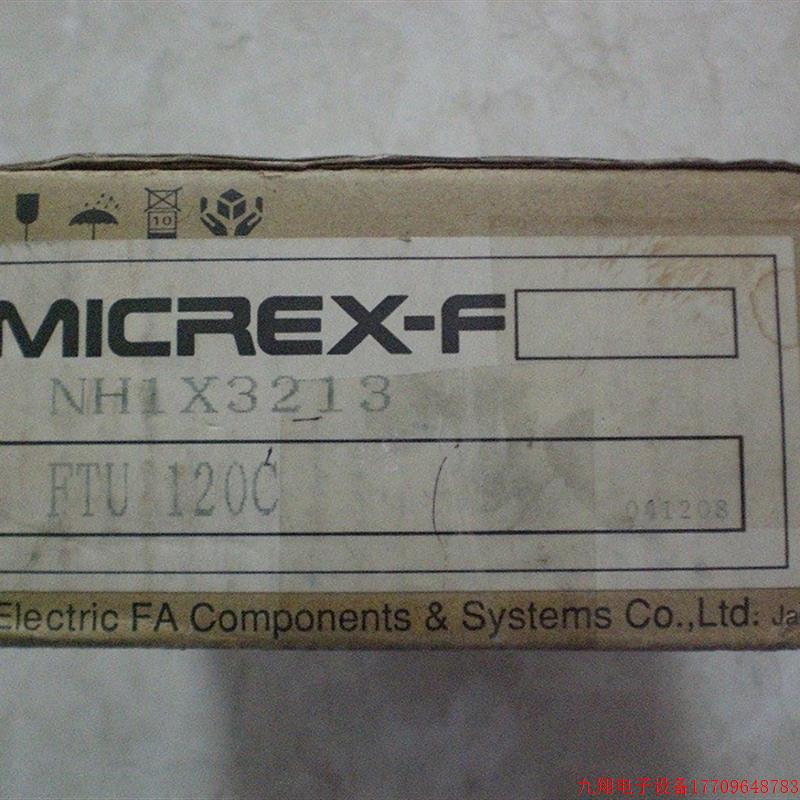 10
MICREX-F
NH1X3213
FTU 120C
041208
Electric FA Components & Systems Co.,Ltd: Ja
九翔电子设备17709648783